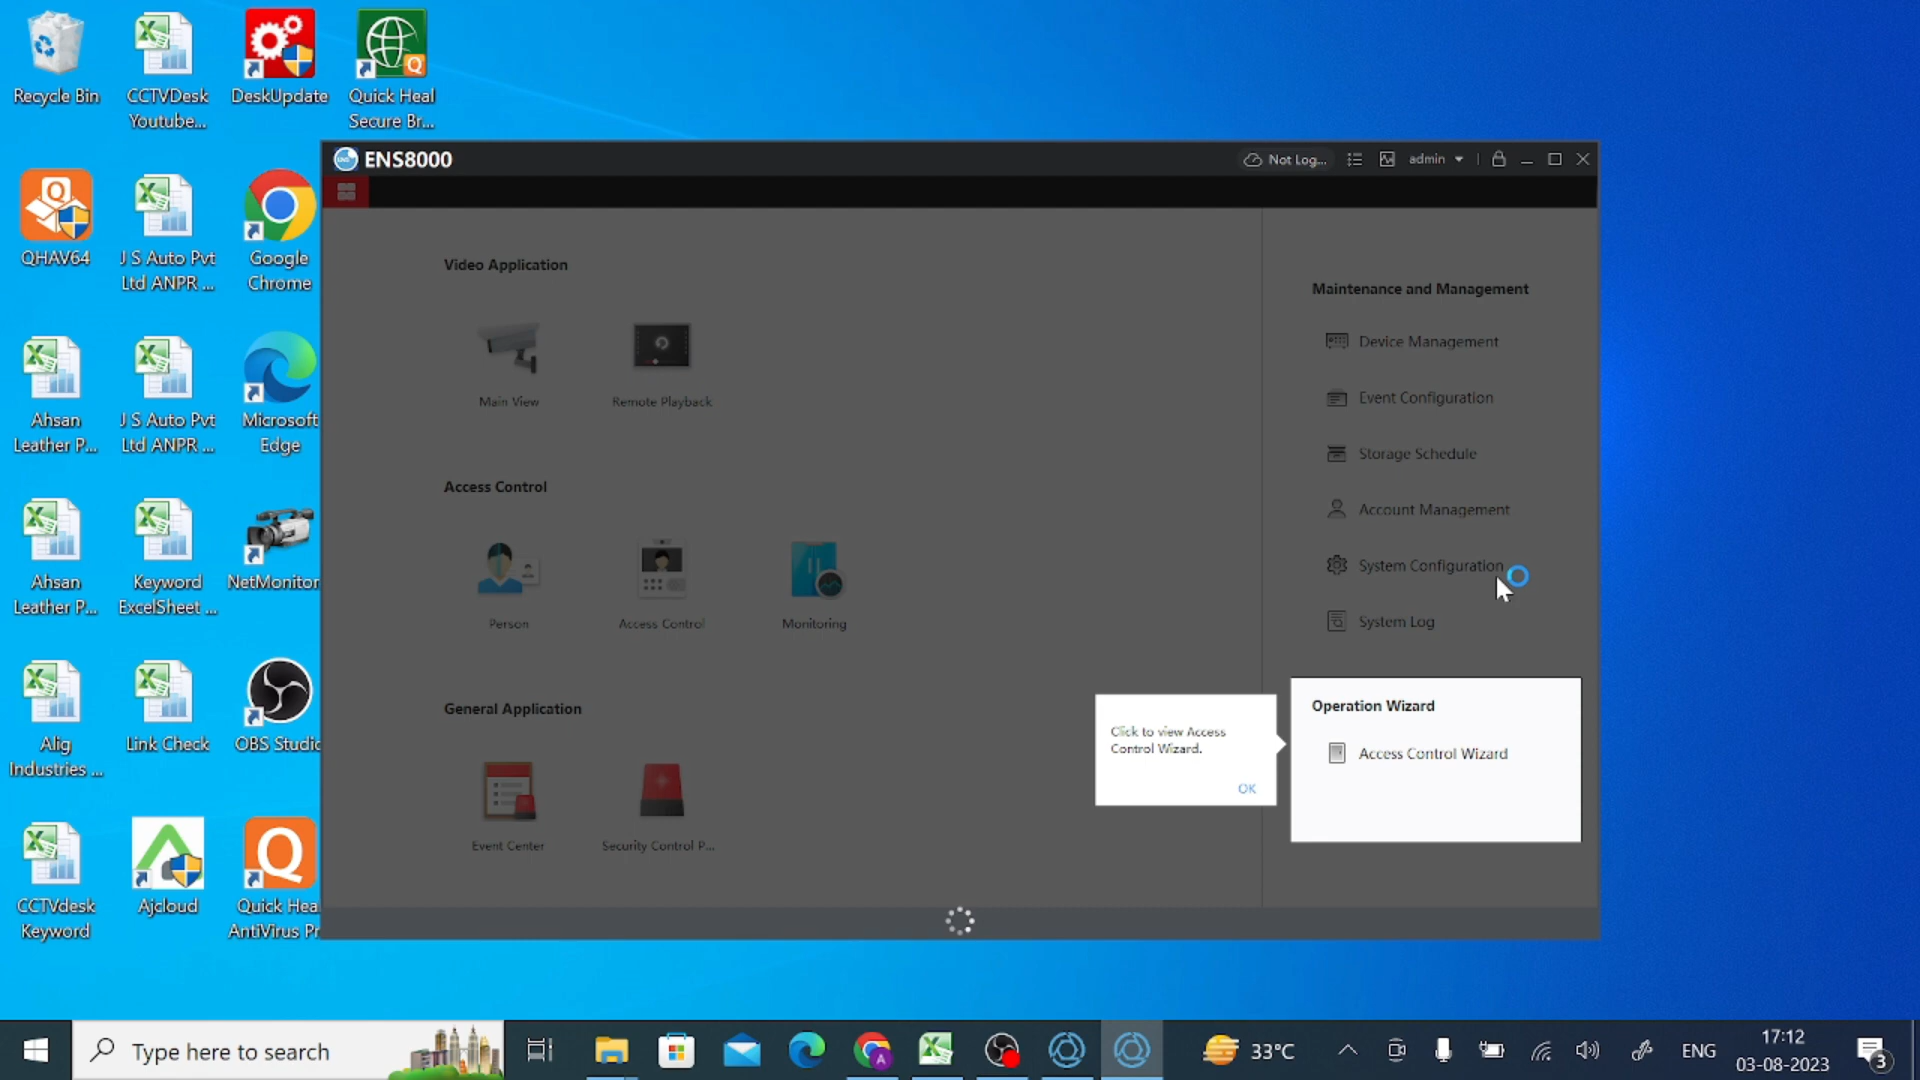 Recycle Bin
CCTVDesk
Youtube...
DeskUpdate
Quick Heal
Secure Br...
QHAV64
J S Auto Pvt
Ltd ANPR ...
Google
Chrome
Ahsan
Leather P...
J S Auto Pvt
Ltd ANPR ...
Microsoft
Edge
Ahsan
Leather P...
Keyword
ExcelSheet ...
NetMonitor
Alig
Industries ...
Link Check
OBS Studio
CCTVdesk
Keyword
Ajcloud
Quick Hea
AntiVirus Pr
ENS8000
Not Log...
admin
Video Application
Main View
Remote Playback
Access Control
Person
Access Control
Monitoring
General Application
Event Center
Security Control P...
Maintenance and Management
Device Management
Event Configuration
Storage Schedule
Account Management
System Configuration
System Log
Click to view Access
Control Wizard.
OK
Operation Wizard
Access Control Wizard
Type here to search
33°C
ENG
17:12
03-08-2023
3